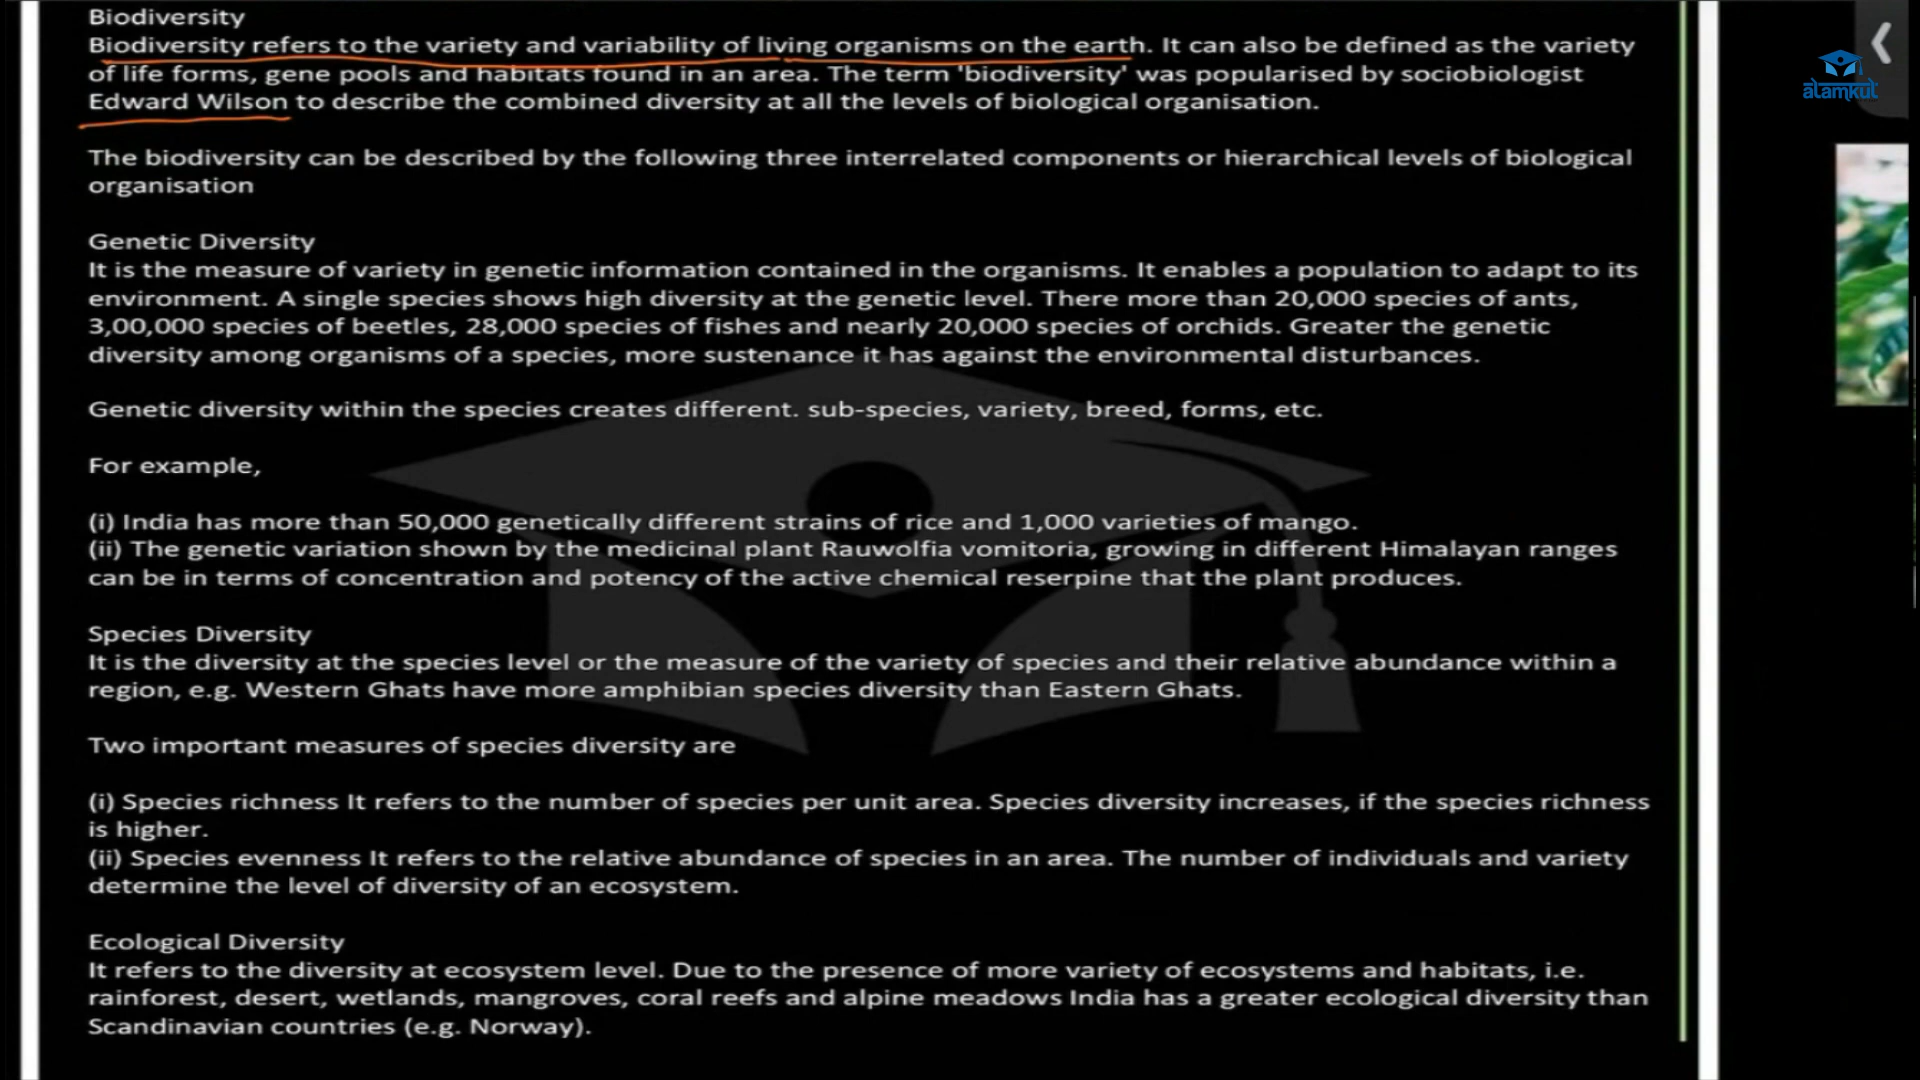 Biodiversity
Biodiversity refers to the variety and variability of living organisms on the earth. It can also be defined as the variety
of life forms, gene pools and habitats found in an area. The term 'biodiversity' was popularised by sociobiologist
Edward Wilson to describe the combined diversity at all the levels of biological organisation.
The biodiversity can be described by the following three interrelated components or hierarchical levels of biological
organisation
Genetic Diversity
It is the measure of variety in genetic information contained in the organisms. It enables a population to adapt to its
environment. A single species shows high diversity at the genetic level. There more than 20,000 species of ants,
3,00,000 species of beetles, 28,000 species of fishes and nearly 20,000 species of orchids. Greater the genetic
diversity among organisms of a species, more sustenance it has against the environmental disturbances.
Genetic diversity within the species creates different. sub-species, variety, breed, forms, etc.
For example,
(i) India has more than 50,000 genetically different strains of rice and 1,000 varieties of mango.
(ii) The genetic variation shown by the medicinal plant Rauwolfia vomitoria, growing in different Himalayan ranges
can be in terms of concentration and potency of the active chemical reserpine that the plant produces.
Species Diversity
It is the diversity at the species level or the measure of the variety of species and their relative abundance within a
region, e.g. Western Ghats have more amphibian species diversity than Eastern Ghats.
Two important measures of species diversity are
(i) Species richness It refers to the number of species per unit area. Species diversity increases, if the species richness
is higher.
(ii) Species evenness It refers to the relative abundance of species in an area. The number of individuals and variety
determine the level of diversity of an ecosystem.
Ecological Diversity
It refers to the diversity at ecosystem level. Due to the presence of more variety of ecosystems and habitats, i.e.
rainforest, desert, wetlands, mangroves, coral reefs and alpine meadows India has a greater ecological diversity than
Scandinavian countries (e.g. Norway).
alamkut